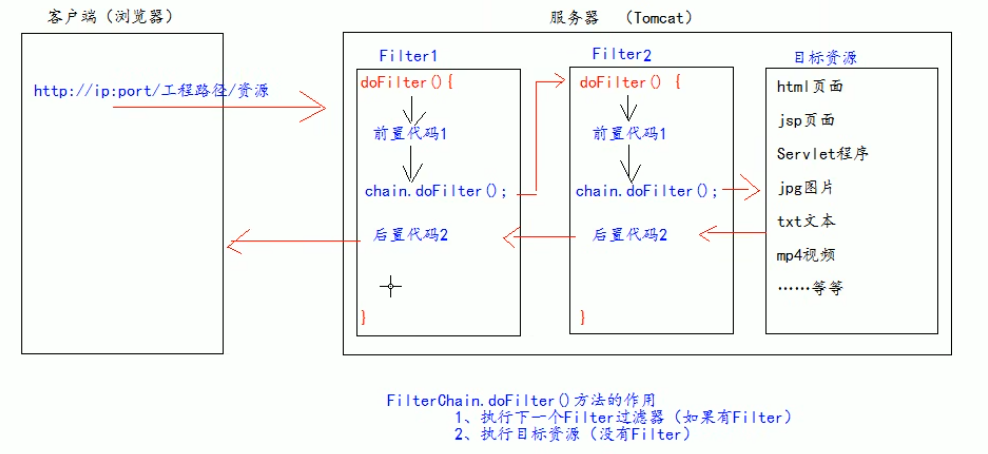 客户端（浏览器）
服务器 （Tomcat）
http://ip:port/工程路径/资源
Filter1
doFilter(){
前置代码1
chain.doFilter();
后置代码2
}
Filter2
doFilter() {
前置代码1
chain.doFilter();
后置代码2
}
目标资源
html页面
jsp页面
Servlet程序
jpg图片
txt文本
mp4视频
……等等
FilterChain.doFilter()方法的作用
1、执行下一个Filter过滤器（如果有Filter）
2、执行目标资源（没有Filter）